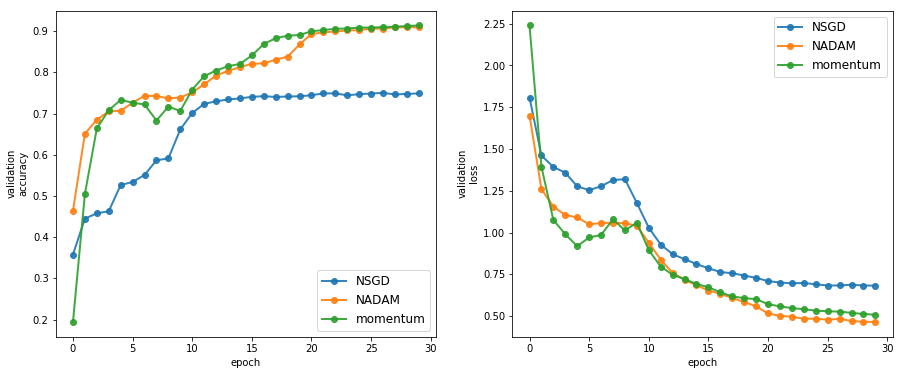 0.9
0.8
0.7
0.6
0.5
0.4
0.3
0.2
validation
accuracy
0 5 10 15 20 25 30
epoch
NSGD
NADAM
momentum
2.25
2.00
1.75
1.50
1.25
1.00
0.75
0.50
validation
loss
0 5 10 15 20 25 30
epoch
NSGD
NADAM
momentum